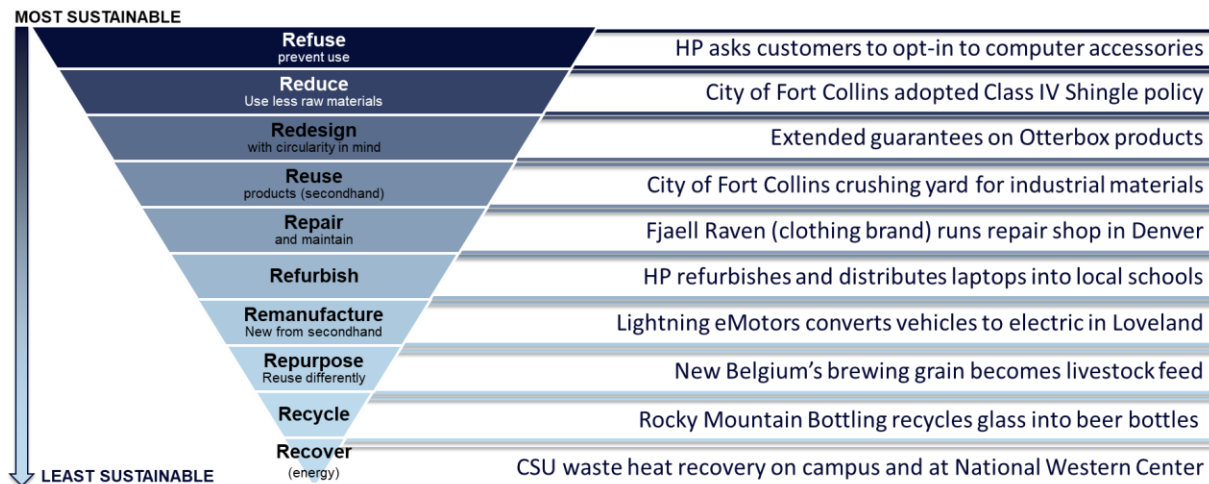 MOST SUSTAINABLE
Refuse
prevent use
HP asks customers to opt-in to computer accessories
Reduce
Use less raw materials
City of Fort Collins adopted Class IV Shingle policy
Redesign
with circularity in mind
Extended guarantees on Otterbox products
Reuse
products (secondhand)
City of Fort Collins crushing yard for industrial materials
Repair
and maintain
Fjaell Raven (clothing brand) runs repair shop in Denver
Refurbish
HP refurbishes and distributes laptops into local schools
Remanufacture
New from secondhand
Lightning eMotors converts vehicles to electric in Loveland
Repurpose
Reuse differently
New Belgium's brewing grain becomes livestock feed
Recycle
Rocky Mountain Bottling recycles glass into beer bottles
Recover
(energy)
CSU waste heat recovery on campus and at National Western Center
LEAST SUSTAINABLE